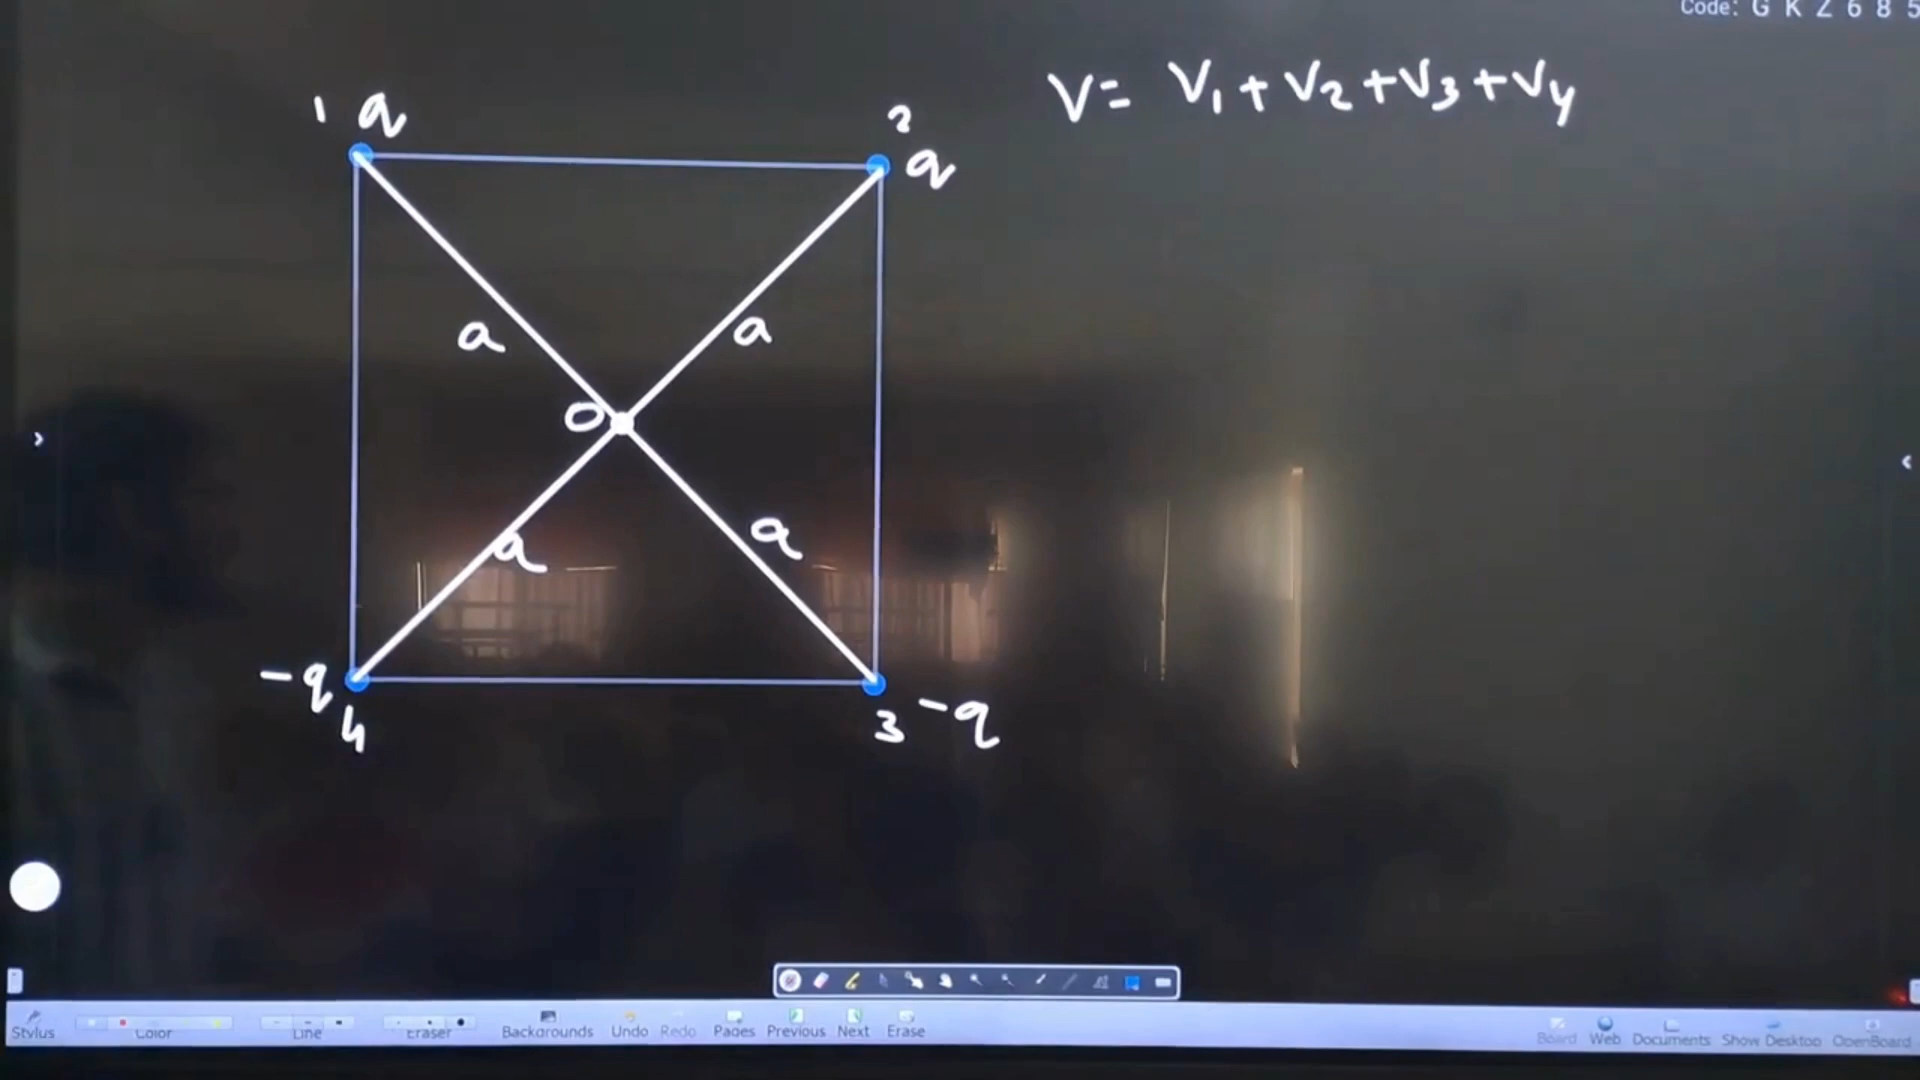 Code: G K Z 6 8 5
V = V1 + V2 + V3 + V4
1 q
2
q
a
a
O
a
a
-q
4
3 -q
Stylus
Color
Line
Eraser
Backgrounds
Undo
Redo
Pages
Previous
Next
Erase
Board
Web
Documents
Show Desktop
OpenBoard